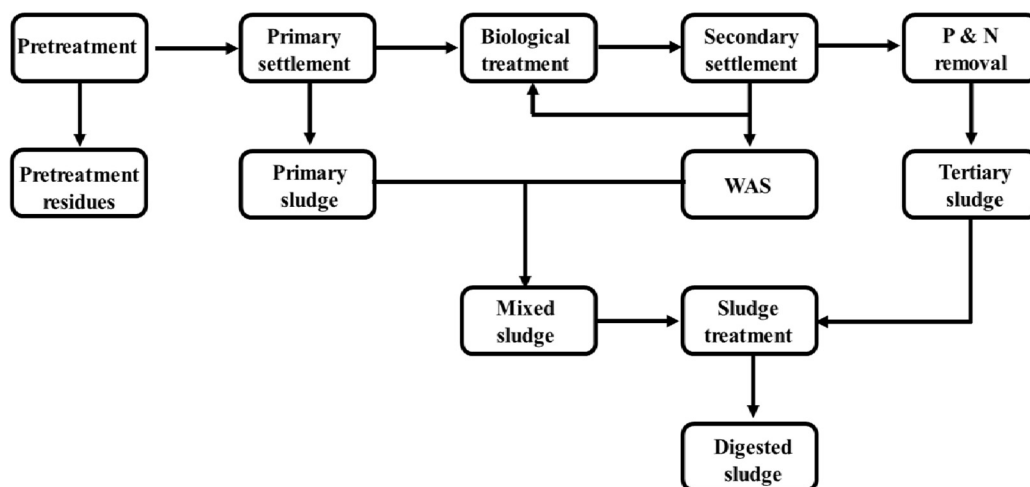 Pretreatment
Primary
settlement
Biological
treatment
Secondary
settlement
P & N
removal
Pretreatment
residues
Primary
sludge
WAS
Tertiary
sludge
Mixed
sludge
Sludge
treatment
Digested
sludge